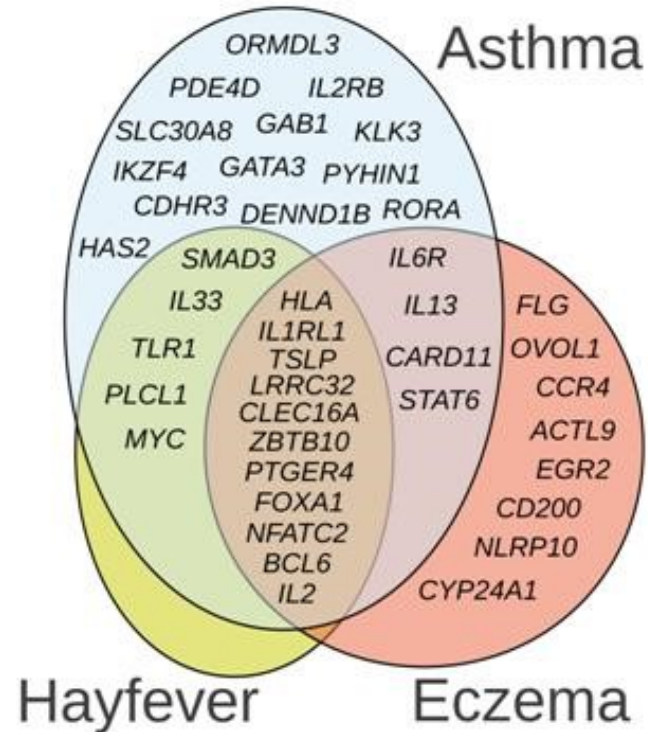 Asthma
ORMDL3
PDE4D IL2RB
SLC30A8 GAB1 KLK3
IKZF4 GATA3 PYHIN1
CDHR3 DENND1B RORA
HAS2 SMAD3 IL6R
IL33 HLA IL13 FLG
IL1RL1
TLR1 TSLP CARD11 OVOL1
PLCL1 LRRC32 STAT6 CCR4
CLEC16A
MYC ZBTB10 ACTL9
PTGER4 EGR2
FOXA1 CD200
NFATC2 NLRP10
BCL6
IL2 CYP24A1
Hayfever Eczema